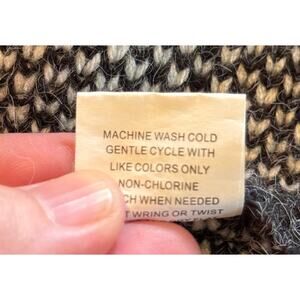 MACHINE WASH COLD
GENTLE CYCLE WITH
LIKE COLORS ONLY
NON-CHLORINE
WHEN NEEDED
WRING OR TWIST